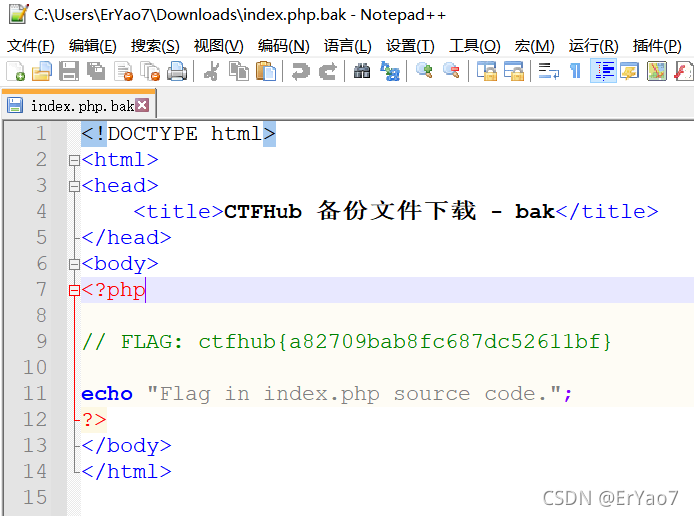 C:\Users\ErYao7\Downloads\index.php.bak - Notepad++
文件(F) 编辑(E) 搜索(S) 视图(V) 编码(N) 语言(L) 设置(T) 工具(O) 宏(M) 运行(R) 插件(P)
index.php.bak
1 <!DOCTYPE html>
2 <html>
3 <head>
4 <title>CTFHub 备份文件下载 - bak</title>
5 </head>
6 <body>
7 <?php
8
9 // FLAG: ctfhub{a82709bab8fc687dc52611bf}
10
11 echo "Flag in index.php source code.";
12 ?>
13 </body>
14 </html>
15
CSDN @ErYao7